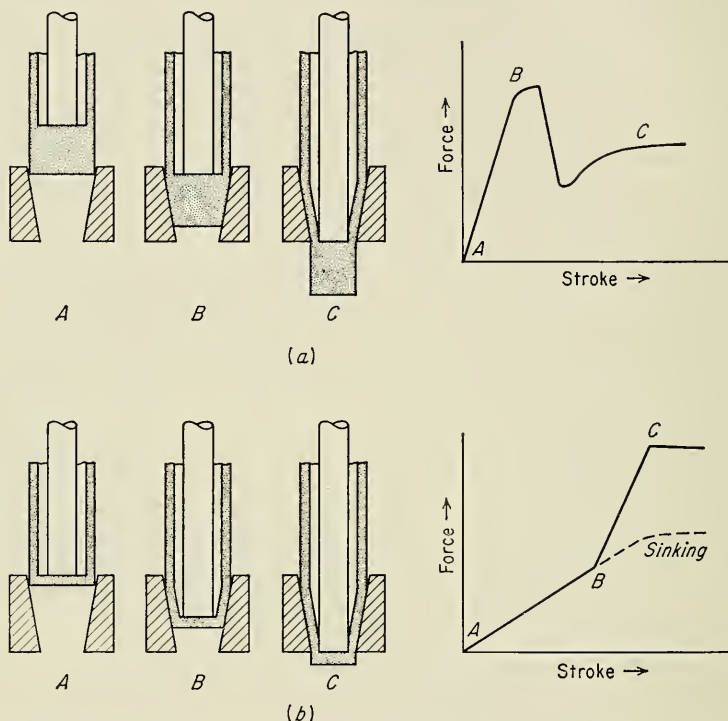 A
B
C
Force →
A
B
C
Stroke →
(a)
A
B
C
Force →
A
B
C
Sinking
Stroke →
(b)